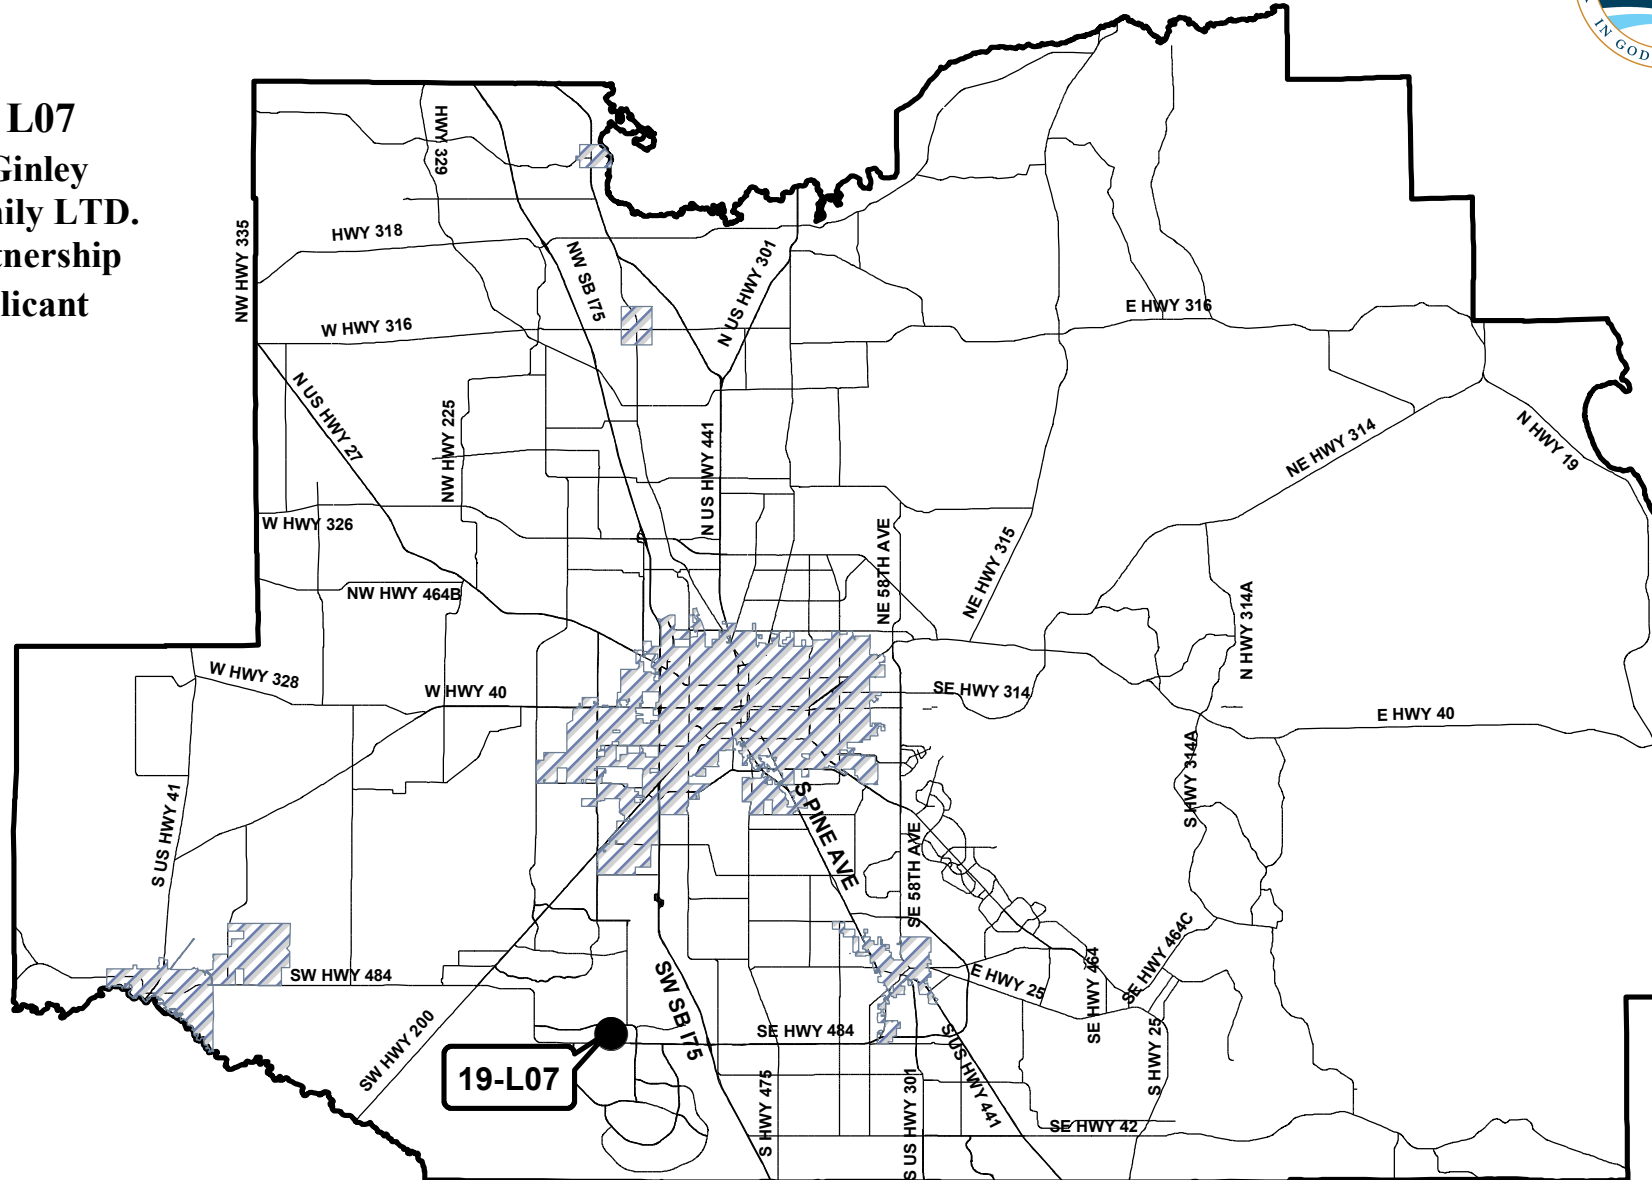 L07
Ginley
ily LTD.
tnership
licant
IN GOD
HWY 329
HWY 318
NW HWY 335
NW SB I75
N US HWY 301
E HWY 316
W HWY 316
N US HWY 27
NW HWY 225
N US HWY 441
NE HWY 314
N HWY 19
W HWY 326
NE 58TH AVE
NE HWY 315
NW HWY 464B
N HWY 314A
W HWY 328
W HWY 40
SE HWY 314
E HWY 40
S HWY 314A
S US HWY 41
S PINE AVE
SE 58TH AVE
SE HWY 464C
SW HWY 484
E HWY 25
SE HWY 464
SW SB I75
SW HWY 200
SE HWY 484
S US HWY 441
S HWY 25
19-L07
S HWY 475
S US HWY 301
SE HWY 42